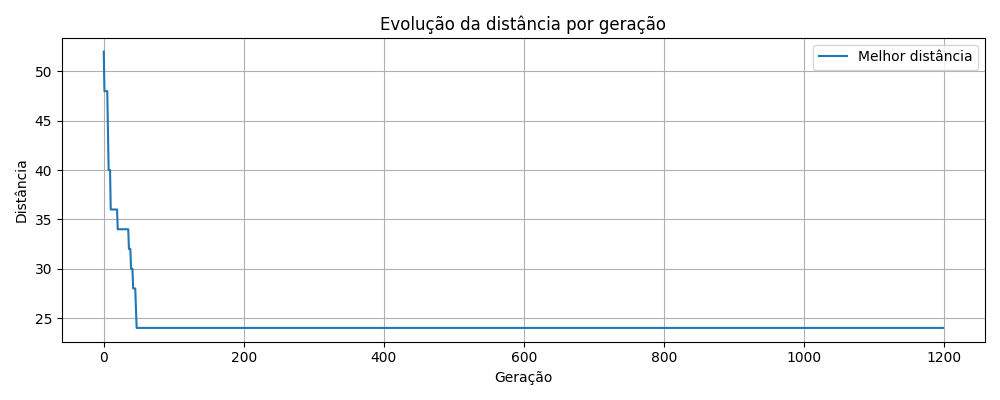 Evolução da distância por geração
Melhor distância
Distância
50
45
40
35
30
25
0 200 400 600 800 1000 1200
Geração